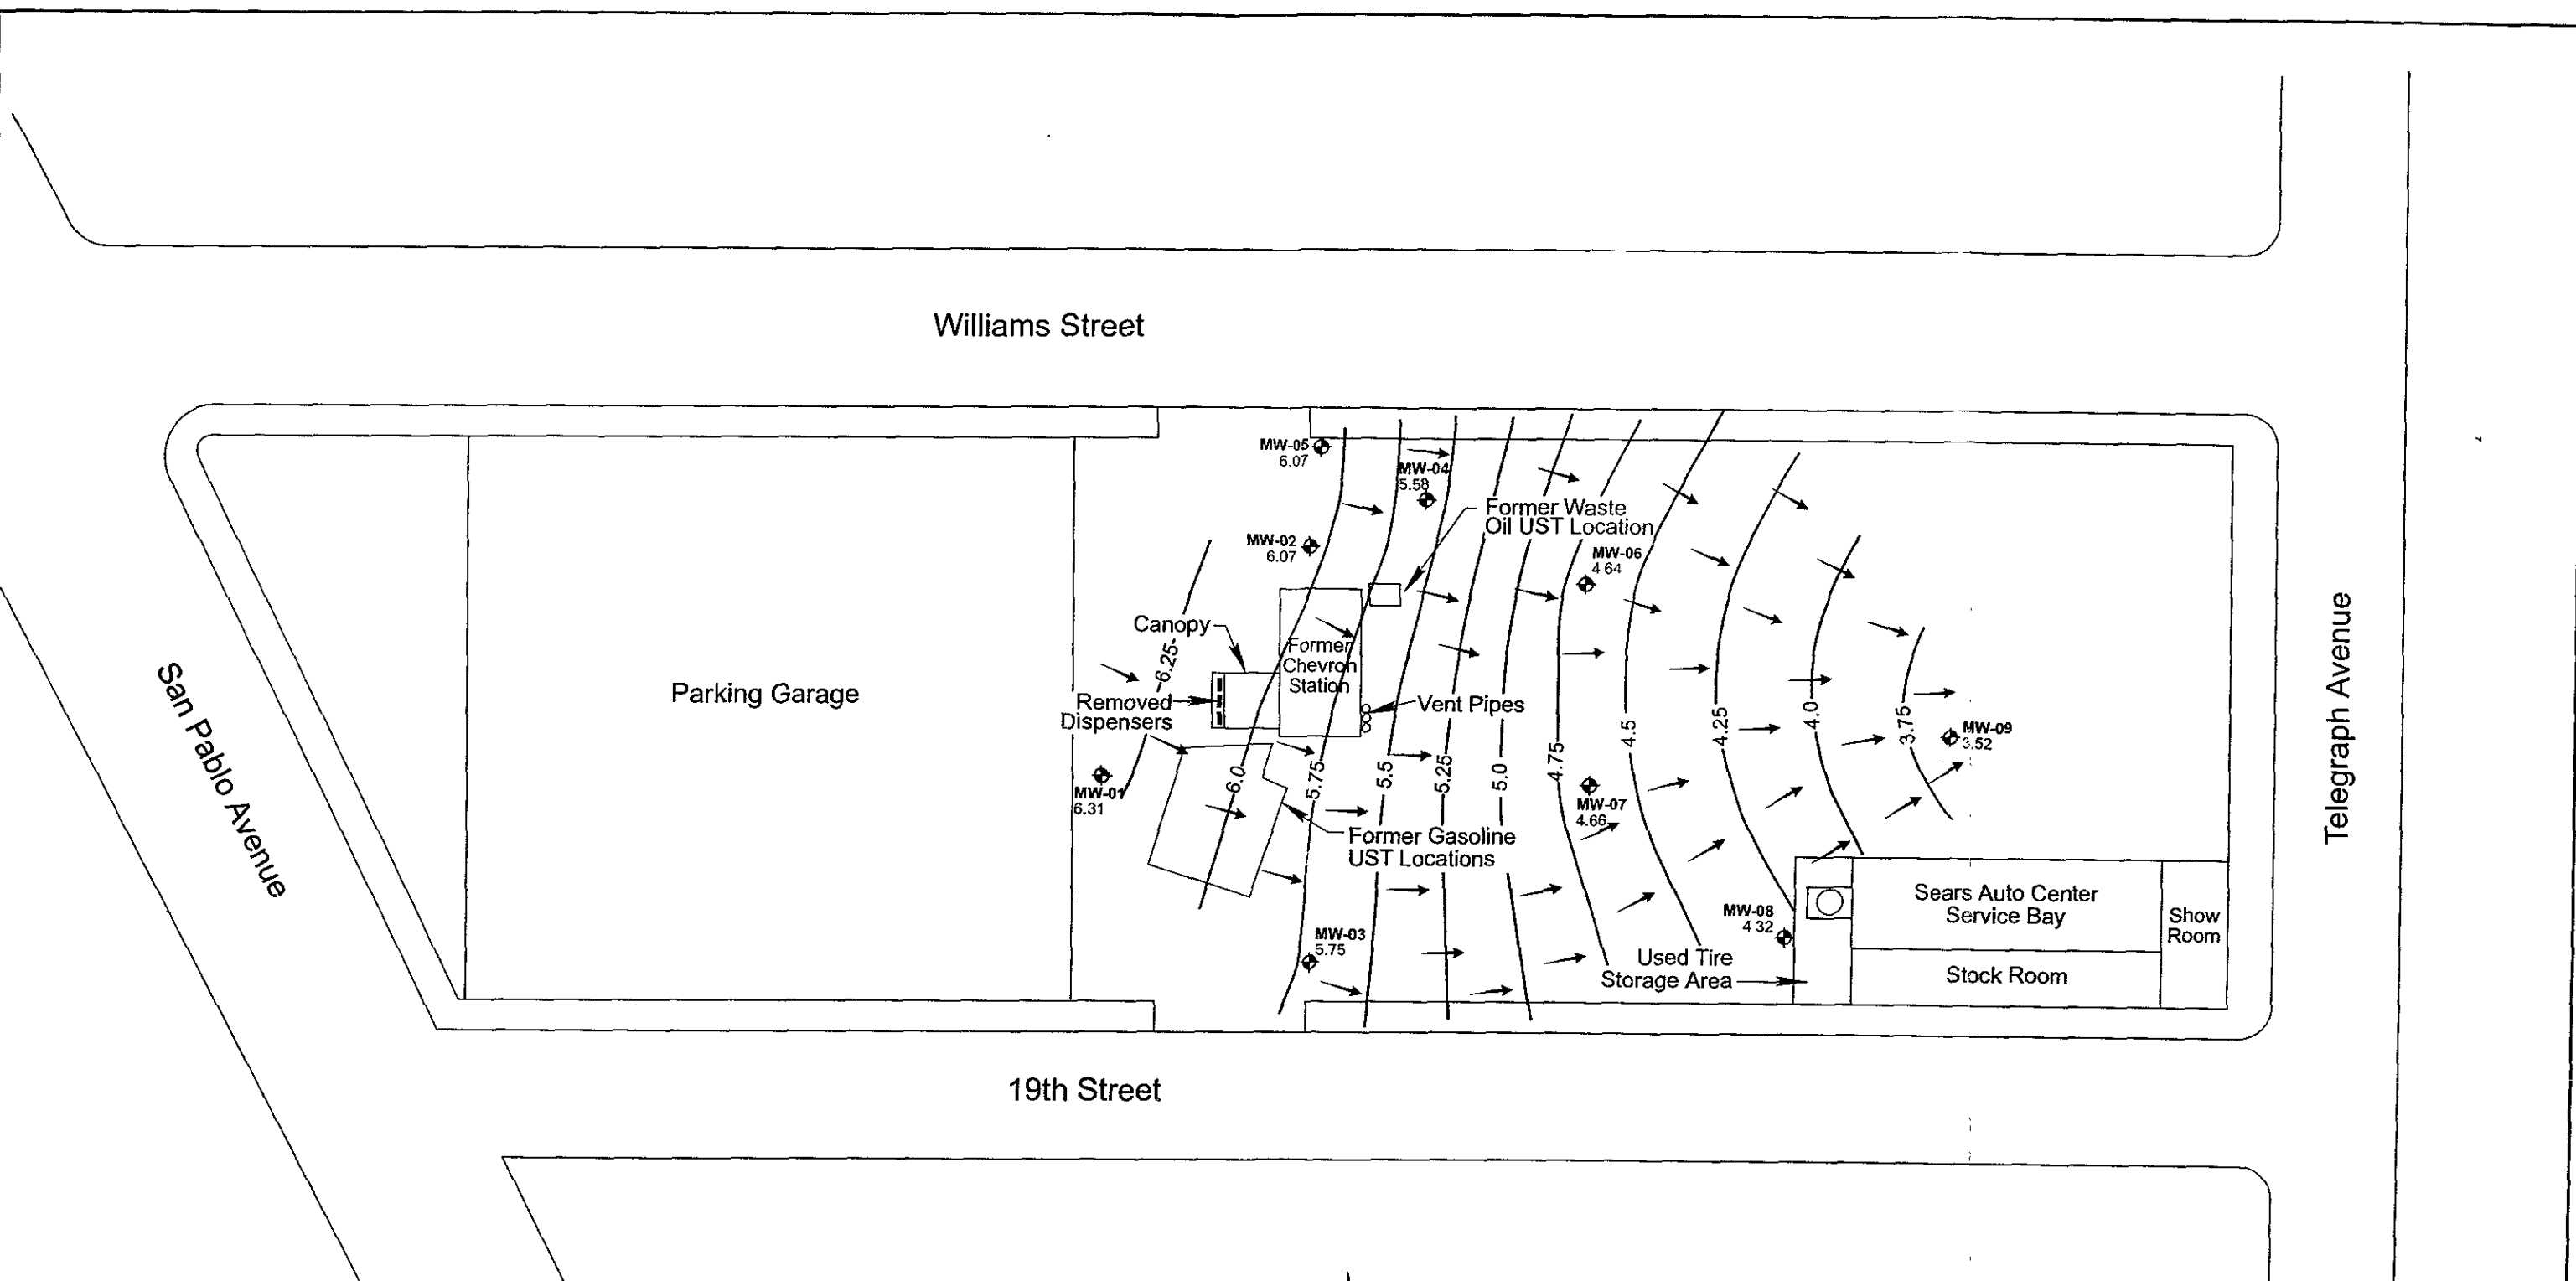 Williams Street
MW-05
6.07
MW-04
5.58
Former Waste
Oil UST Location
MW-02
6.07
MW-06
4 64
Canopy
6.25
Former
Chevron
Station
Removed
Dispensers
Vent Pipes
Parking Garage
San Pablo Avenue
Telegraph Avenue
MW-01
6.31
6.0
5.75
5.5
5.25
5.0
4.75
4.5
4.25
4.0
3.75
MW-09
3.52
MW-07
4.66
Former Gasoline
UST Locations
MW-03
5.75
MW-08
4 32
Used Tire
Storage Area
Sears Auto Center
Service Bay
Show
Room
Stock Room
19th Street